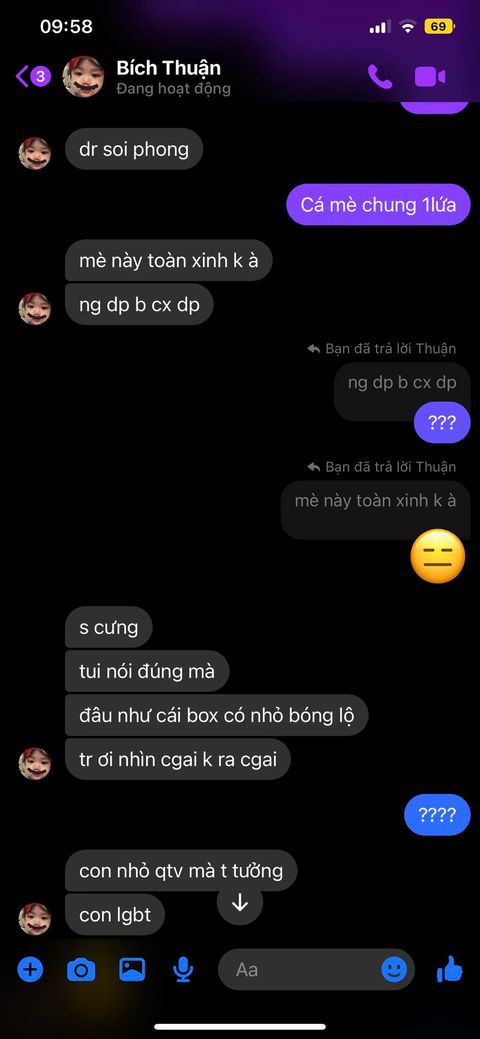 09:58
69
3
Bích Thuận
Đang hoạt động
dr soi phong
Cá mè chung 1lứa
mè này toàn xinh k à
ng dp b cx dp
Bạn đã trả lời Thuận
ng dp b cx dp
???
Bạn đã trả lời Thuận
mè này toàn xinh k à
s cưng
tui nói đúng mà
đâu như cái box có nhỏ bóng lộ
tr ơi nhìn cgai k ra cgai
????
con nhỏ qtv mà t tưởng
con lgbt
Aa